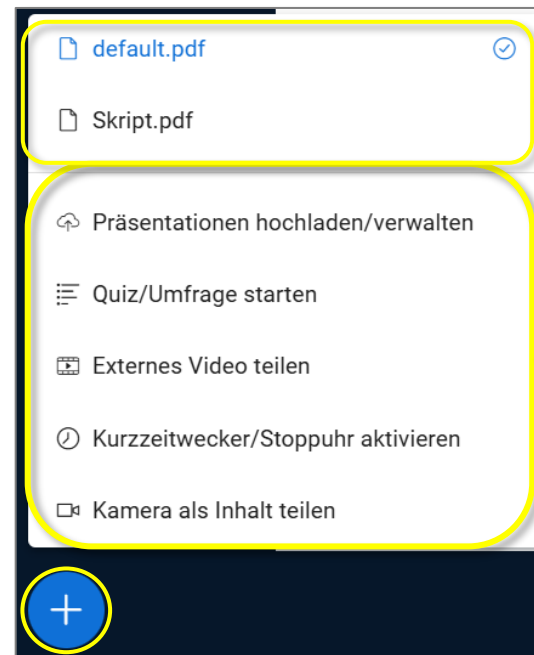 default.pdf
Skript.pdf
Präsentationen hochladen/verwalten
Quiz/Umfrage starten
Externes Video teilen
Kurzzeitwecker/Stoppuhr aktivieren
Kamera als Inhalt teilen